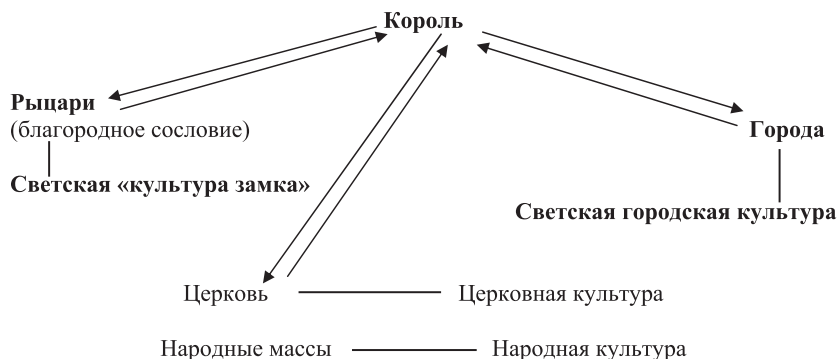 Король
Рыцари
(благородное сословие)
Города
Светская «культура замка»
Светская городская культура
Церковь
Церковная культура
Народные массы
Народная культура